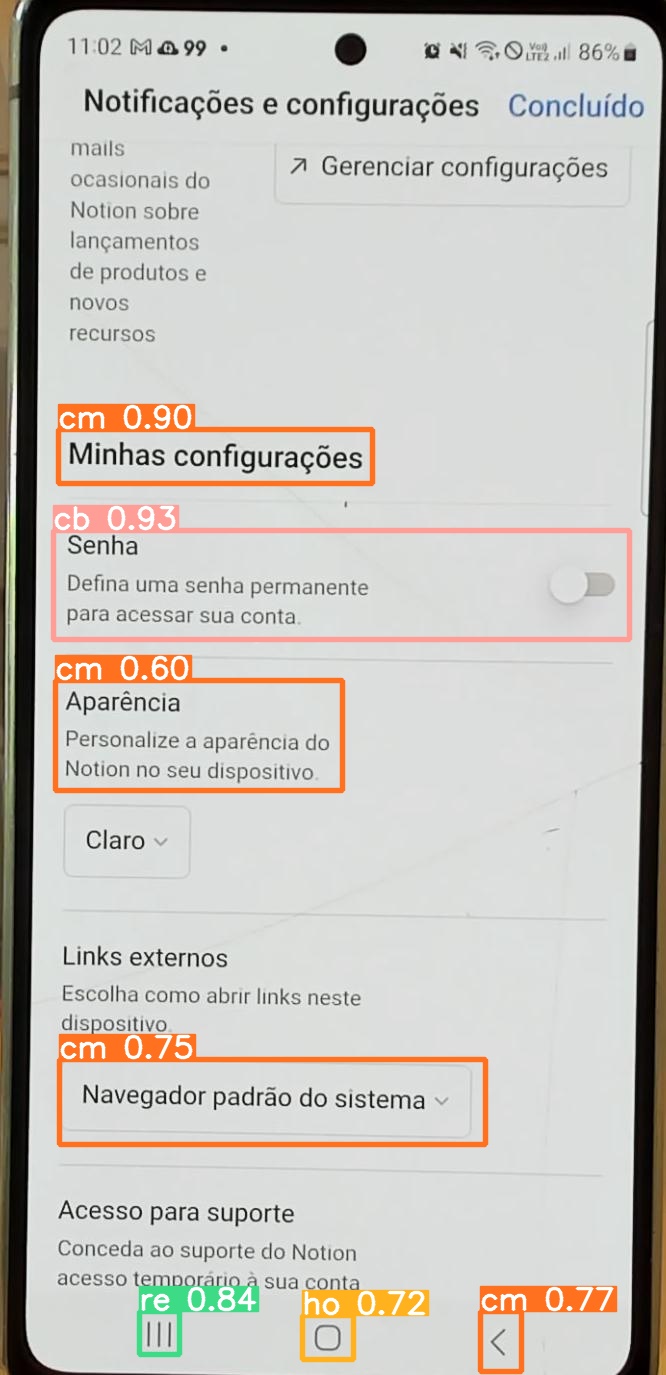 11:02 99
Vo)) LTE2 86%
Notificações e configurações Concluído
mails
ocasionais do
Notion sobre
lançamentos
de produtos e
novos
recursos
Gerenciar configurações
cm 0.90
Minhas configurações
cb 0.93
Senha
Defina uma senha permanente
para acessar sua conta.
cm 0.60
Aparência
Personalize a aparência do
Notion no seu dispositivo.
Claro
Links externos
Escolha como abrir links neste
dispositivo.
cm 0.75
Navegador padrão do sistema
Acesso para suporte
Conceda ao suporte do Notion
acesso temporário à sua conta
re 0.84 ho 0.72 cm 0.77